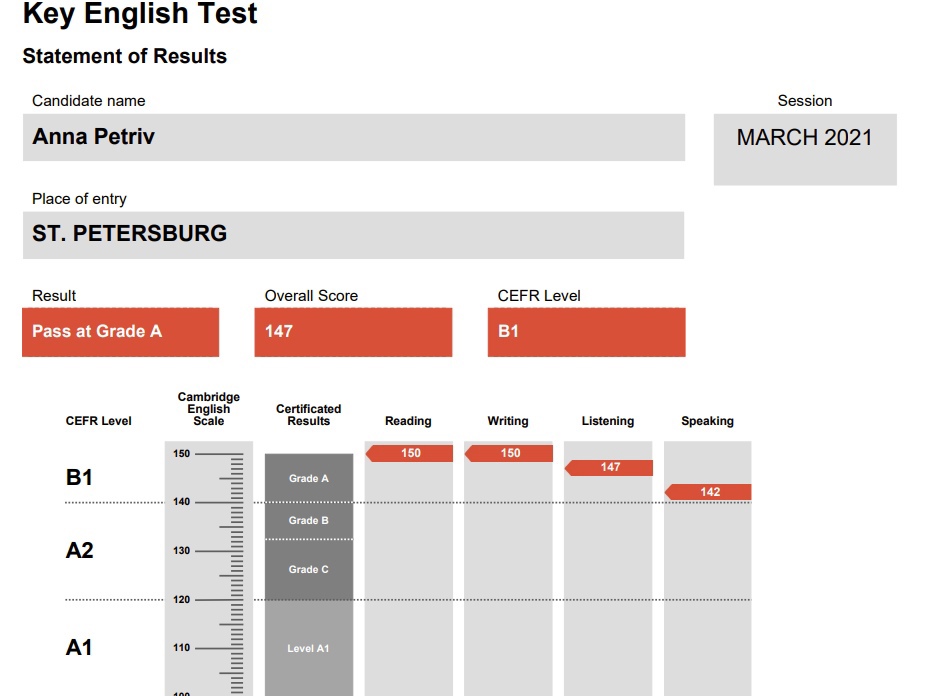 Key English Test
Statement of Results
Candidate name
Session
Anna Petriv
MARCH 2021
Place of entry
ST. PETERSBURG
Result
Overall Score
CEFR Level
Pass at Grade A
147
B1
CEFR Level
Cambridge
English
Scale
Certificated
Results
Reading
Writing
Listening
Speaking
150
150
150
147
142
B1
Grade A
140
Grade B
A2
130
Grade C
120
A1
110
Level A1